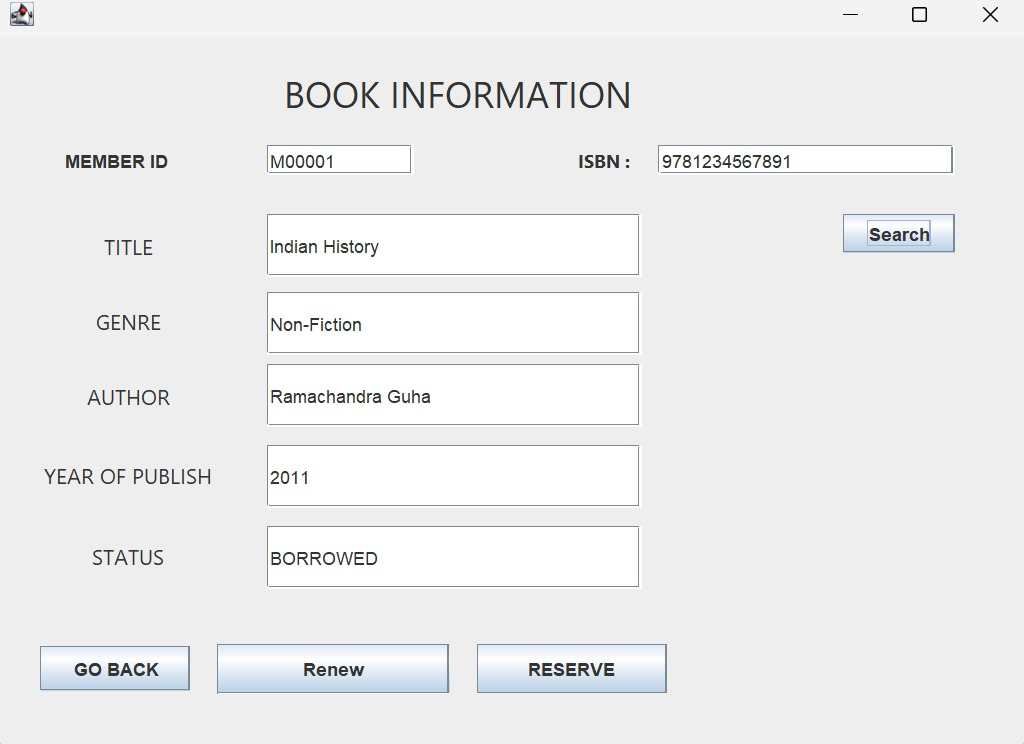 BOOK INFORMATION
MEMBER ID M00001 ISBN : 9781234567891
Search
TITLE Indian History
GENRE Non-Fiction
AUTHOR Ramachandra Guha
YEAR OF PUBLISH 2011
STATUS BORROWED
GO BACK Renew RESERVE